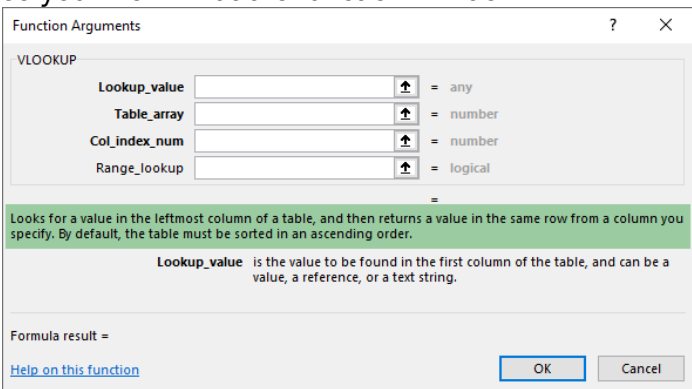 Function Arguments ? ×
VLOOKUP
Lookup_value = any
Table_array = number
Col_index_num = number
Range_lookup = logical
=
Looks for a value in the leftmost column of a table, and then returns a value in the same row from a column you
specify. By default, the table must be sorted in an ascending order.
Lookup_value is the value to be found in the first column of the table, and can be a
value, a reference, or a text string.
Formula result =
Help on this function
OK Cancel